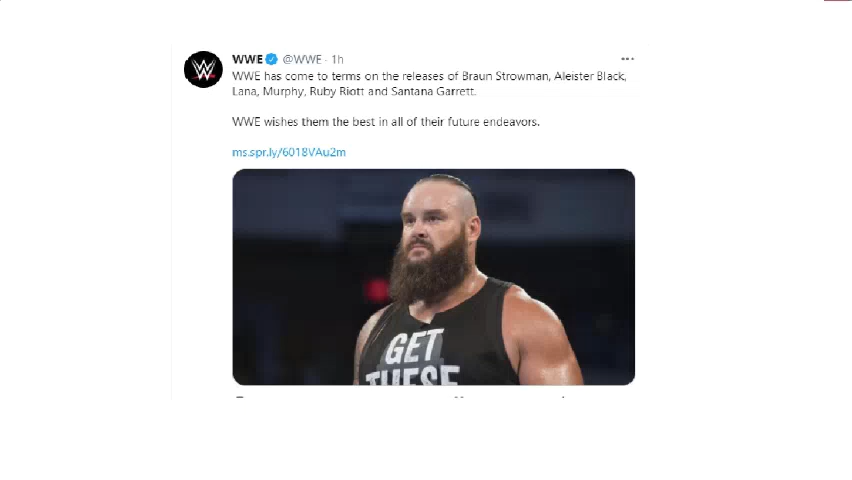 WWE @WWE · 1h
WWE has come to terms on the releases of Braun Strowman, Aleister Black,
Lana, Murphy, Ruby Riott and Santana Garrett.
WWE wishes them the best in all of their future endeavors.
ms.spr.ly/6018VAu2m
GET
THESE